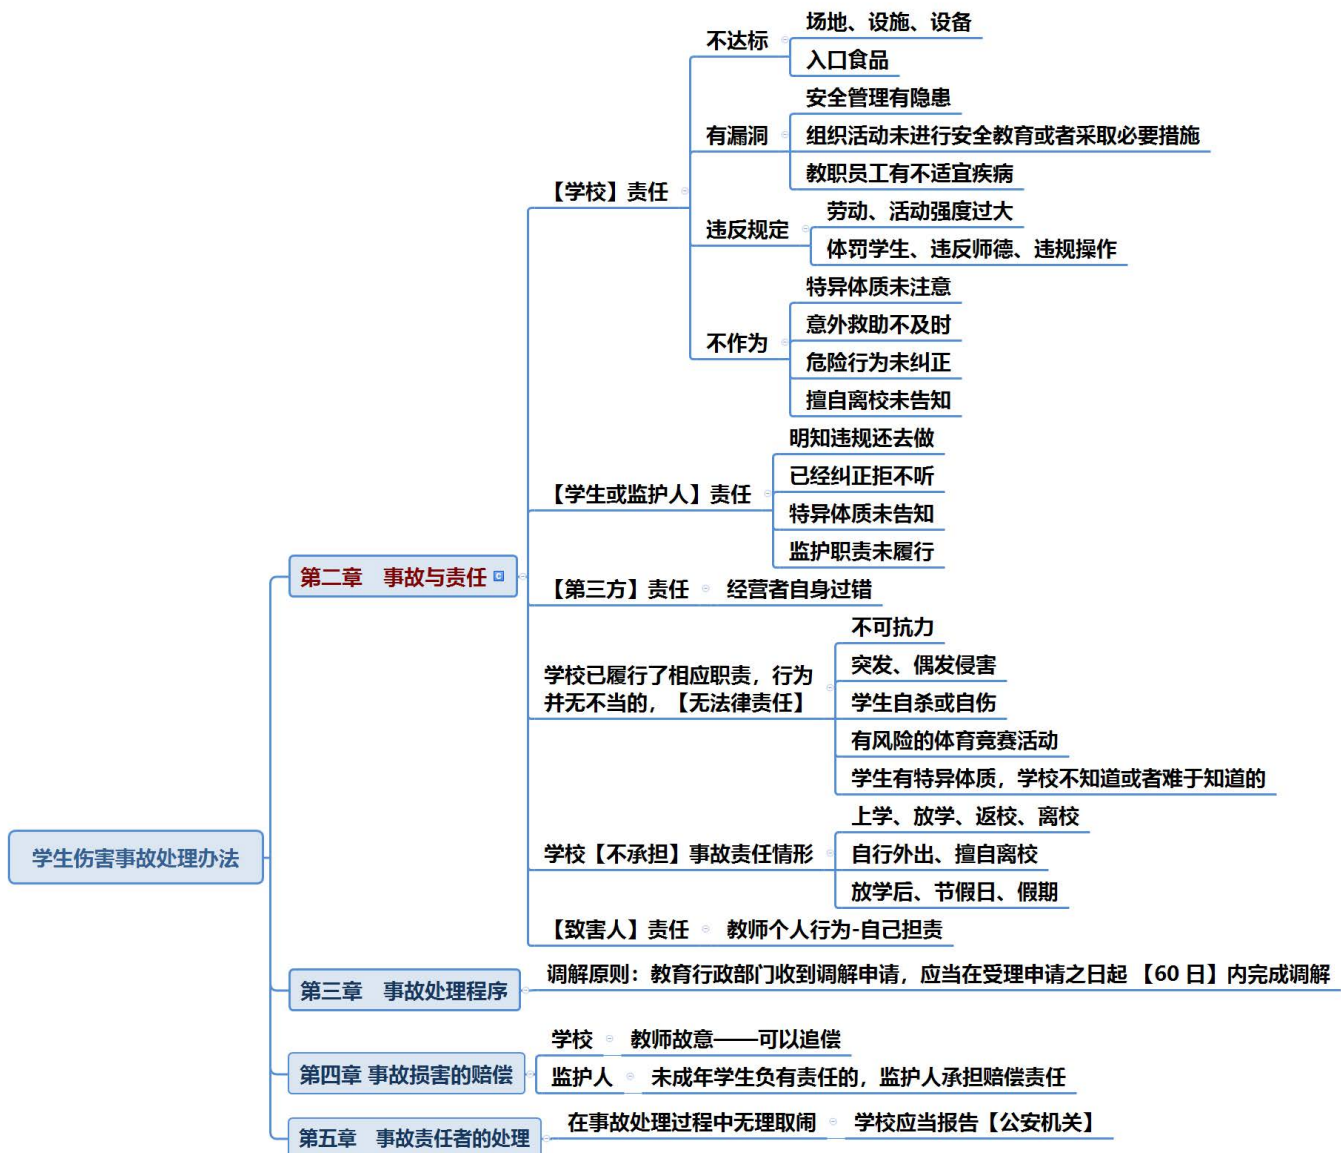 学生伤害事故处理办法
第二章　事故与责任
【学校】责任
不达标
场地、设施、设备
入口食品
有漏洞
安全管理有隐患
组织活动未进行安全教育或者采取必要措施
教职员工有不适宜疾病
违反规定
劳动、活动强度过大
体罚学生、违反师德、违规操作
不作为
特异体质未注意
意外救助不及时
危险行为未纠正
擅自离校未告知
【学生或监护人】责任
明知违规还去做
已经纠正拒不听
特异体质未告知
监护职责未履行
【第三方】责任
经营者自身过错
学校已履行了相应职责，行为
并无不当的，【无法律责任】
不可抗力
突发、偶发侵害
学生自杀或自伤
有风险的体育竞赛活动
学生有特异体质，学校不知道或者难于知道的
学校【不承担】事故责任情形
上学、放学、返校、离校
自行外出、擅自离校
放学后、节假日、假期
【致害人】责任
教师个人行为-自己担责
第三章　事故处理程序
调解原则：教育行政部门收到调解申请，应当在受理申请之日起 【60 日】内完成调解
第四章 事故损害的赔偿
学校
教师故意——可以追偿
监护人
未成年学生负有责任的，监护人承担赔偿责任
第五章　事故责任者的处理
在事故处理过程中无理取闹
学校应当报告【公安机关】